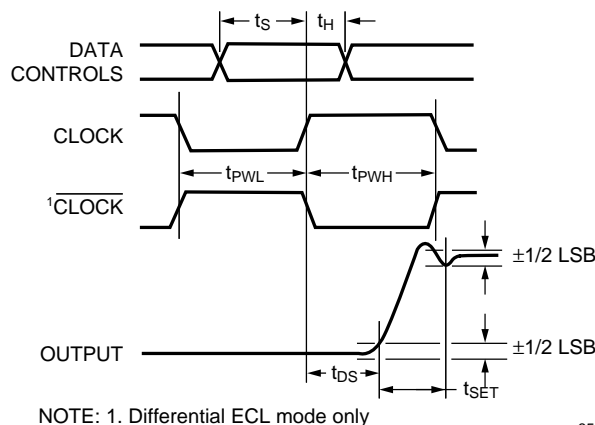 tS
tH
DATA
CONTROLS
CLOCK
tPWL
tPWH
1CLOCK
±1/2 LSB
OUTPUT
±1/2 LSB
tDS
tSET
NOTE: 1. Differential ECL mode only